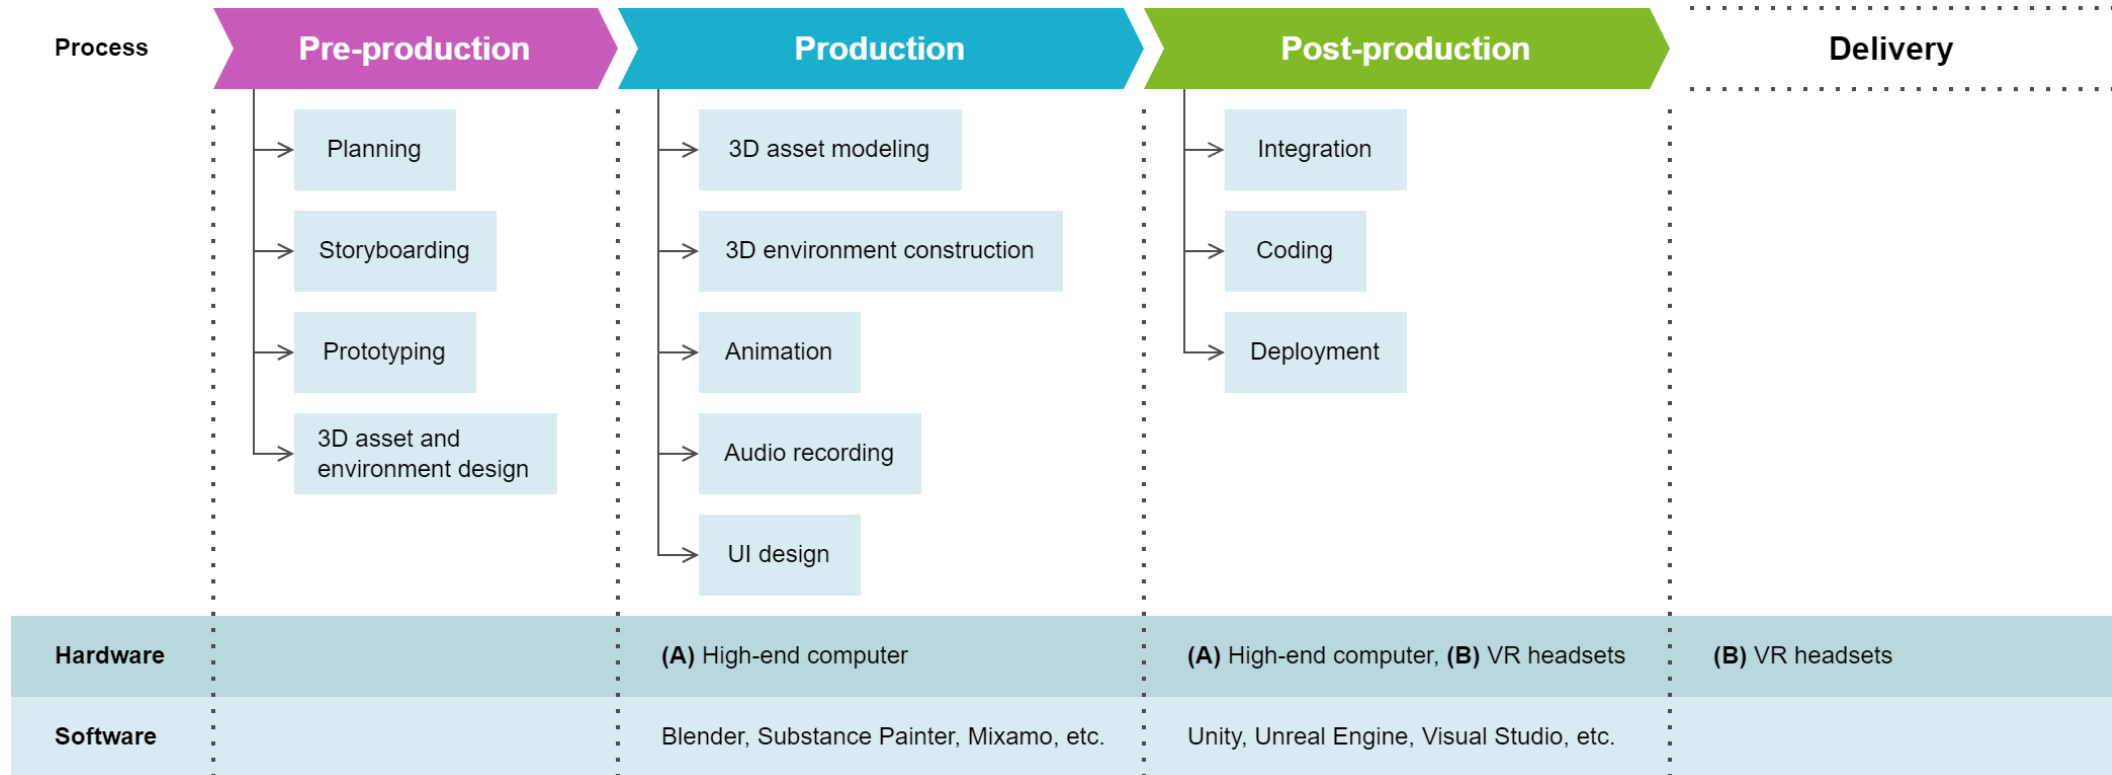 Process
Pre-production
Production
Post-production
Delivery
Planning
Storyboarding
Prototyping
3D asset and
environment design
3D asset modeling
3D environment construction
Animation
Audio recording
UI design
Integration
Coding
Deployment
Hardware
(A) High-end computer
(A) High-end computer, (B) VR headsets
(B) VR headsets
Software
Blender, Substance Painter, Mixamo, etc.
Unity, Unreal Engine, Visual Studio, etc.